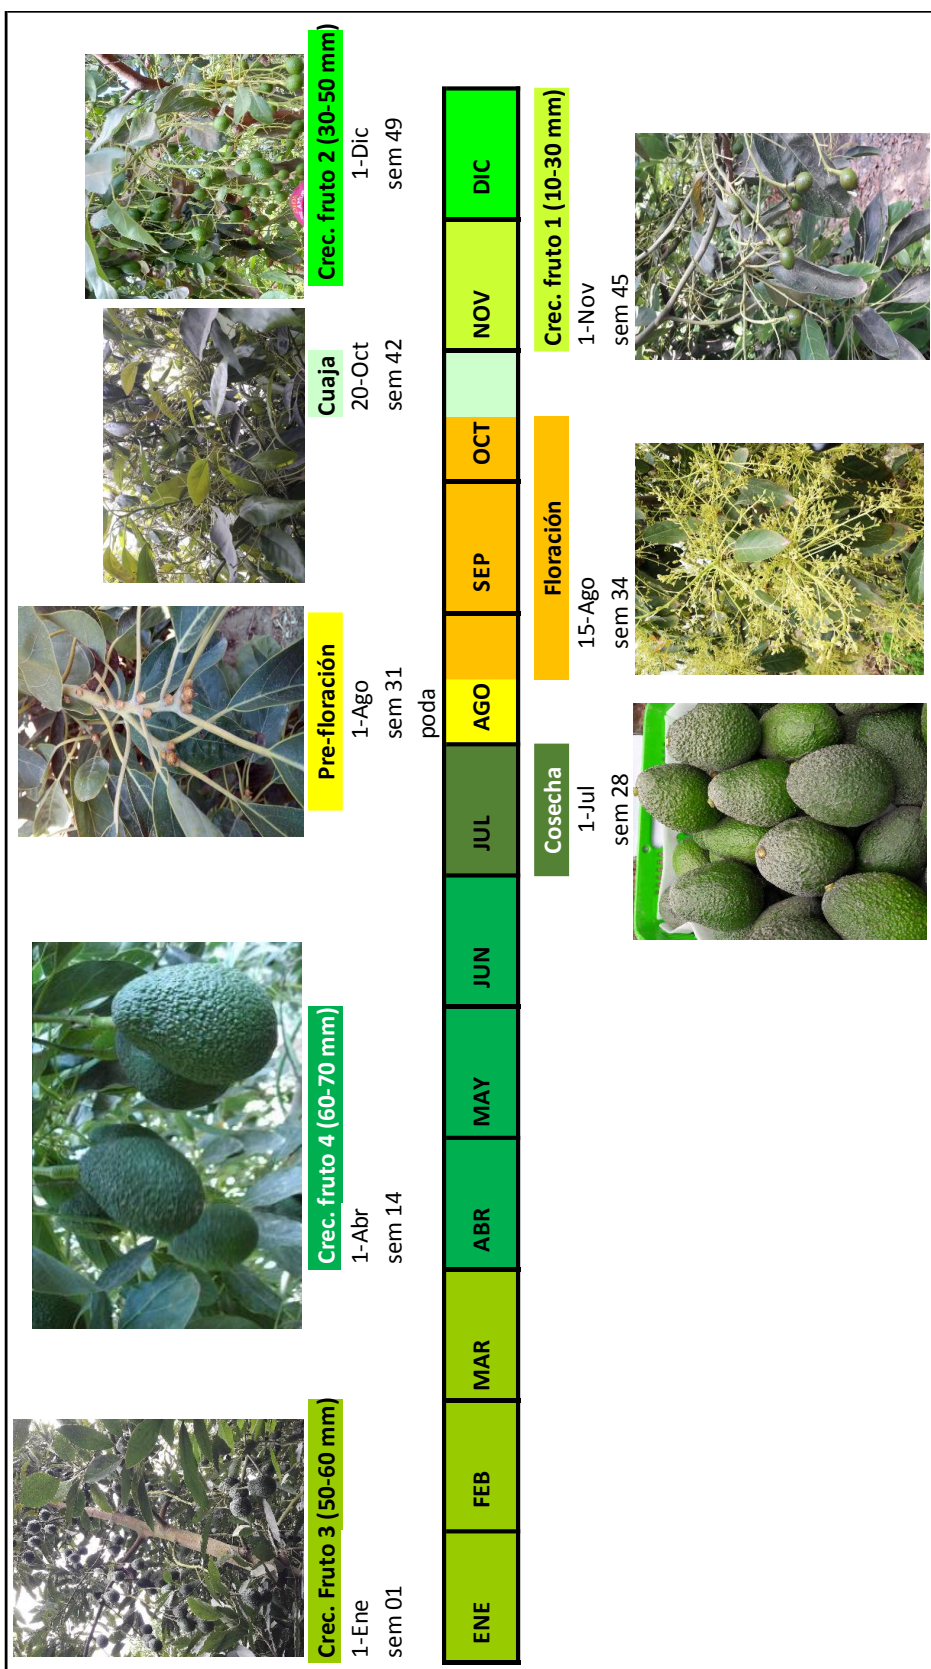 Crec. Fruto 3 (50-60 mm)
1-Ene
sem 01
Crec. fruto 4 (60-70 mm)
1-Abr
sem 14
Pre-floración
1-Ago
sem 31
poda
Cuaja
20-Oct
sem 42
Crec. fruto 2 (30-50 mm)
1-Dic
sem 49
ENE FEB MAR ABR MAY JUN JUL AGO SEP OCT NOV DIC
Cosecha
1-Jul
sem 28
Floración
15-Ago
sem 34
Crec. fruto 1 (10-30 mm)
1-Nov
sem 45